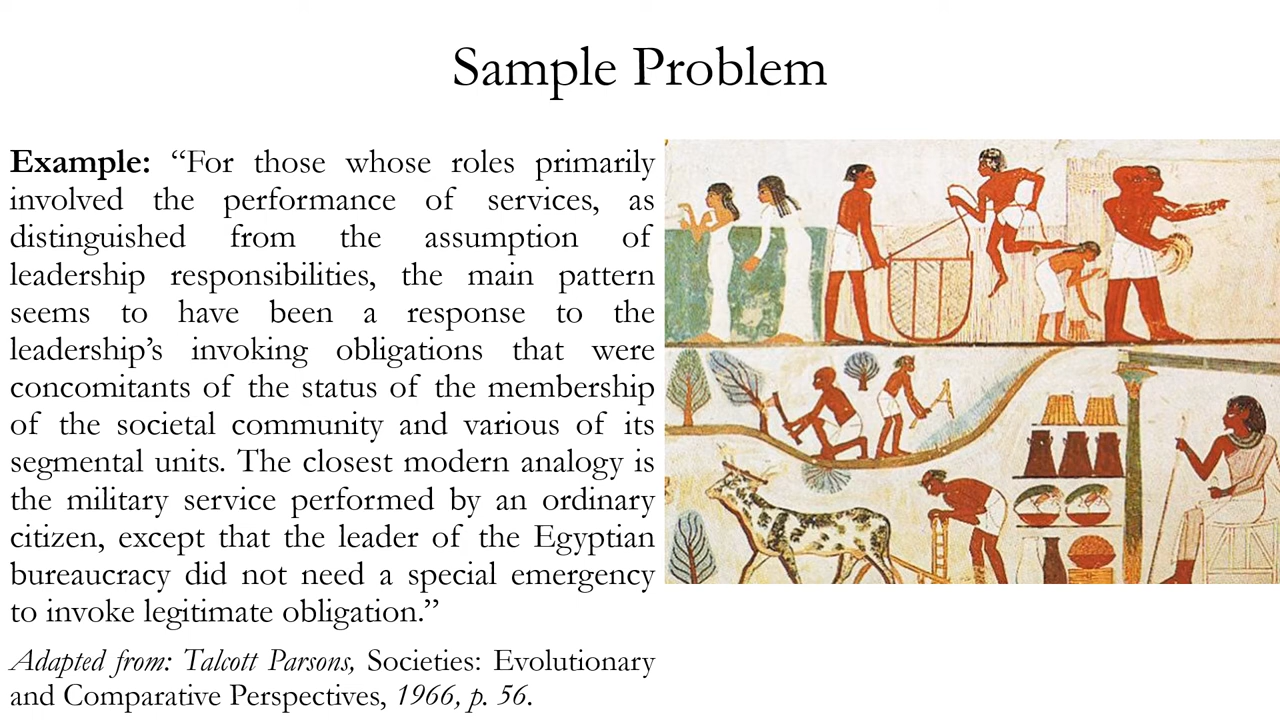 Sample Problem
Example: “For those whose roles primarily
involved the performance of services, as
distinguished from the assumption of
leadership responsibilities, the main pattern
seems to have been a response to the
leadership’s invoking obligations that were
concomitants of the status of the membership
of the societal community and various of its
segmental units. The closest modern analogy is
the military service performed by an ordinary
citizen, except that the leader of the Egyptian
bureaucracy did not need a special emergency
to invoke legitimate obligation.”
Adapted from: Talcott Parsons, Societies: Evolutionary
and Comparative Perspectives, 1966, p. 56.